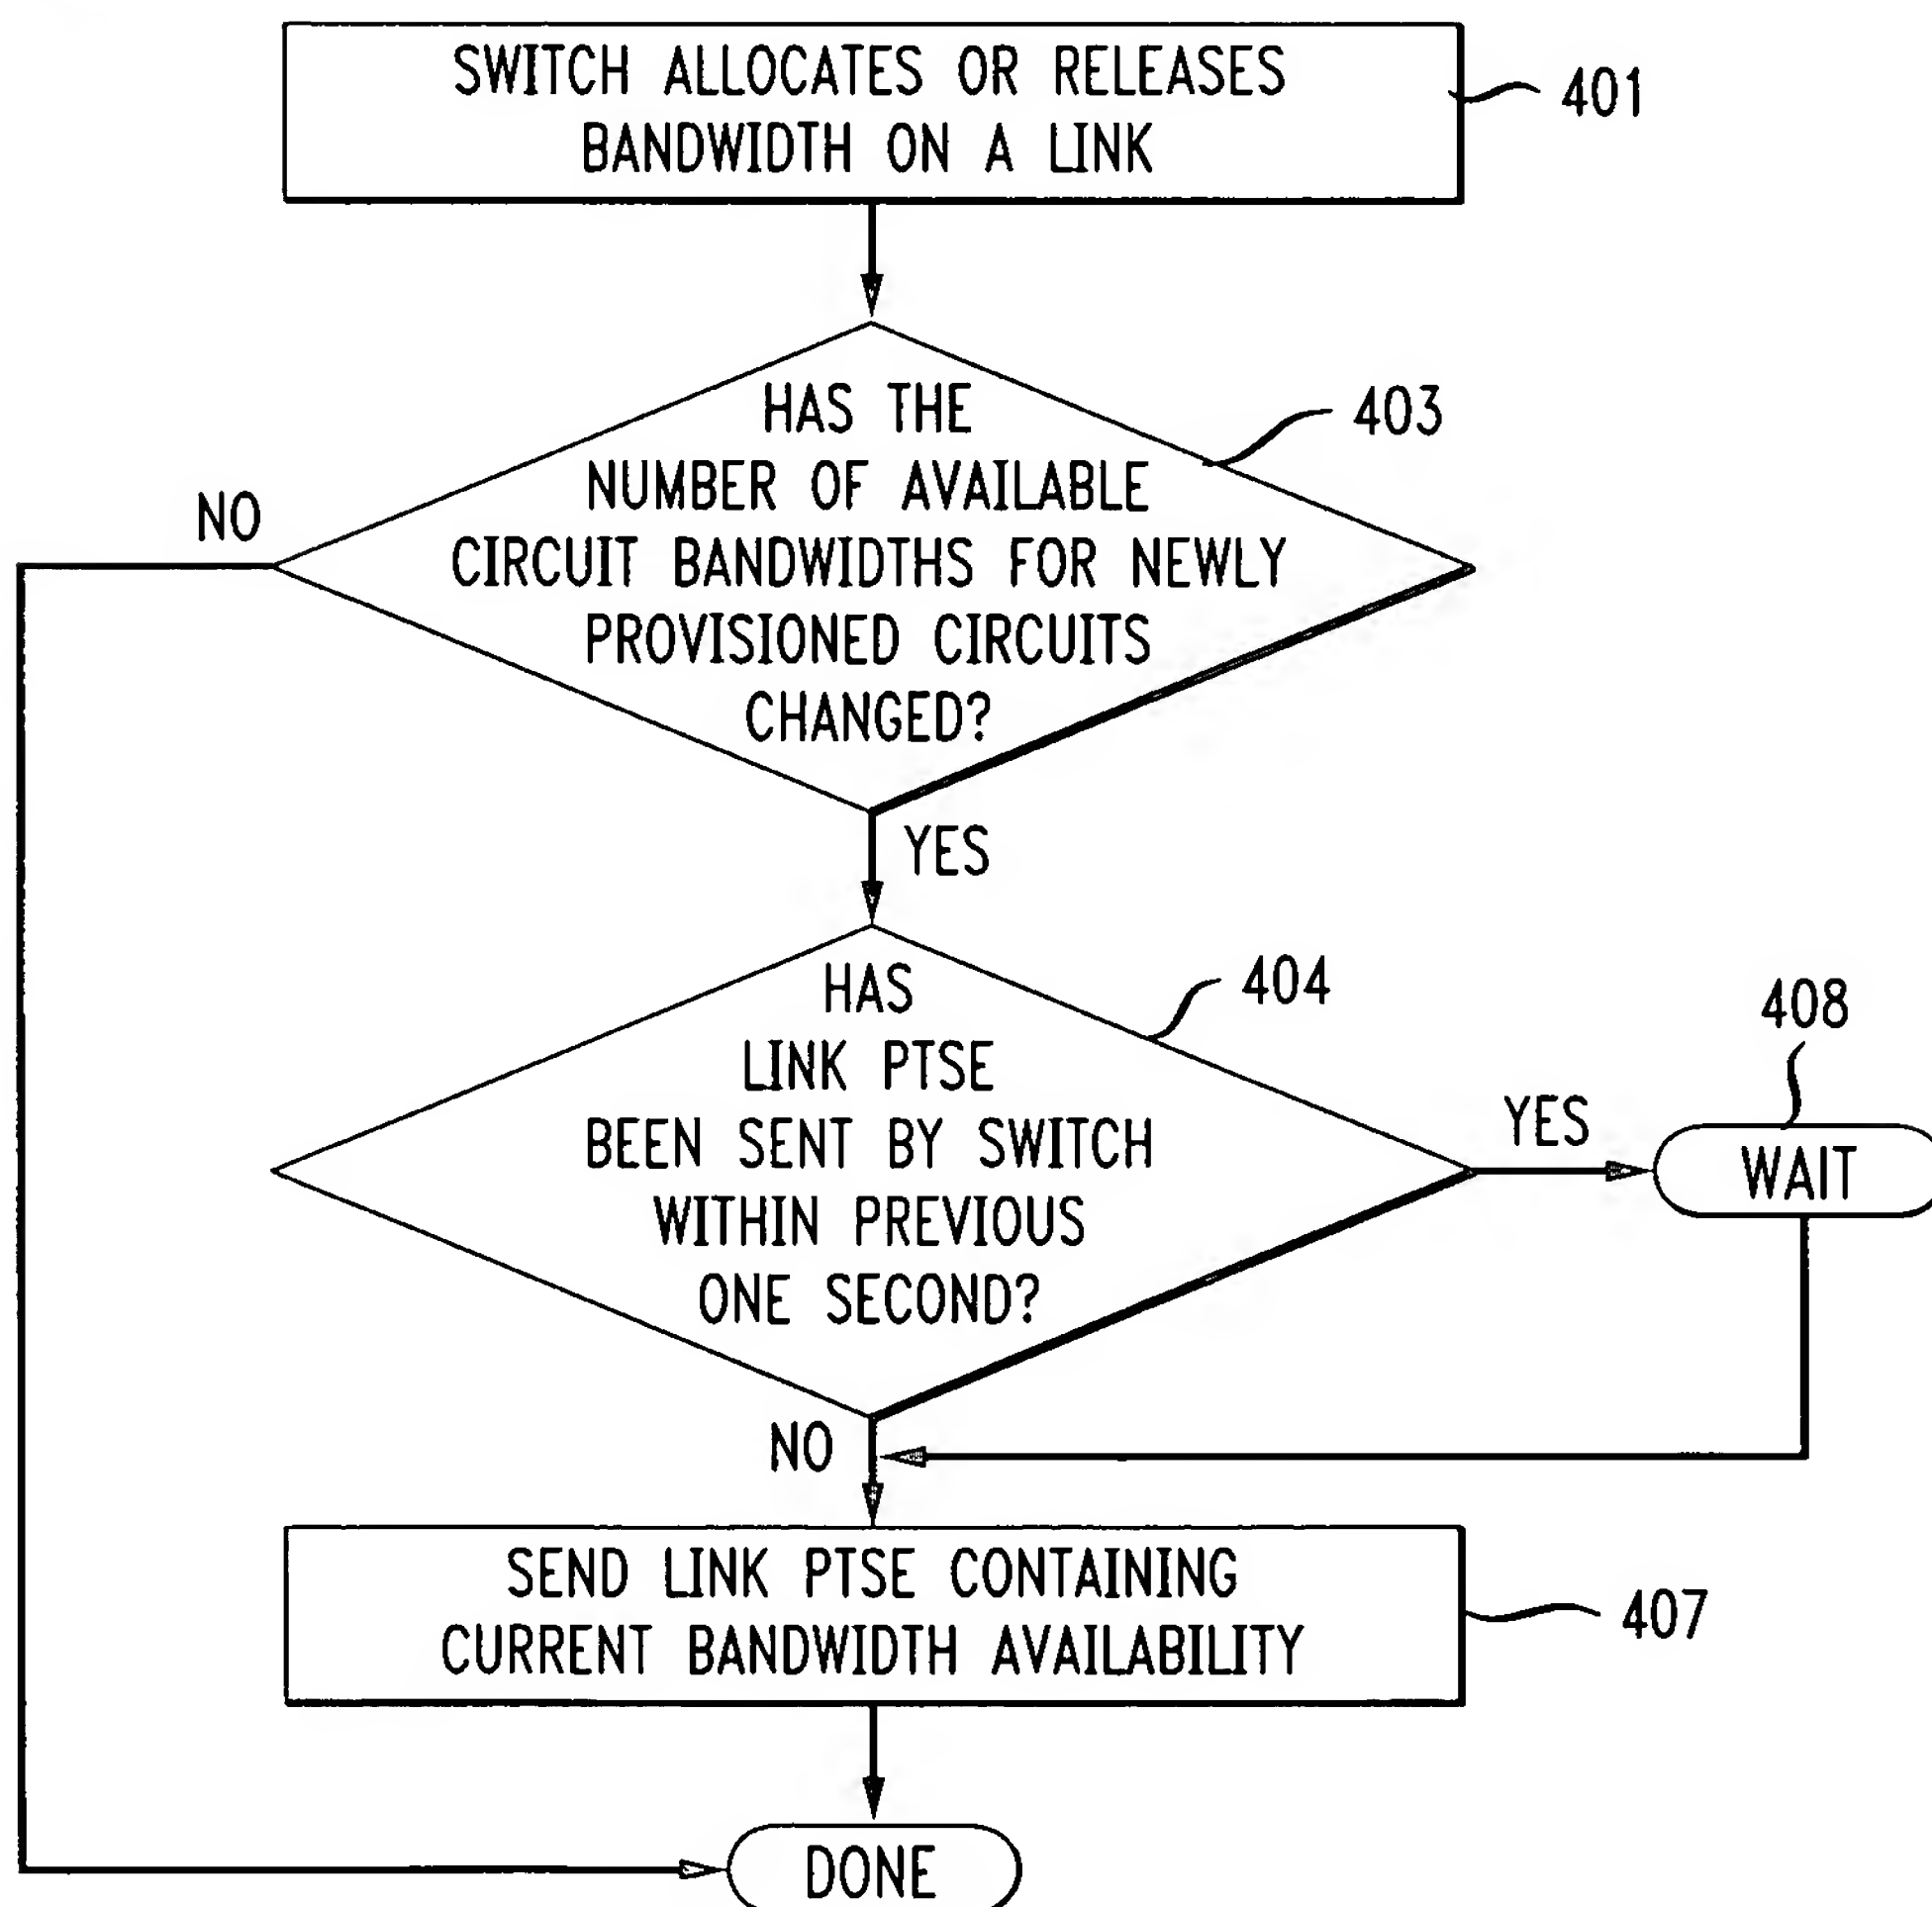 SWITCH ALLOCATES OR RELEASES
BANDWIDTH ON A LINK
401
HAS THE
NUMBER OF AVAILABLE
CIRCUIT BANDWIDTHS FOR NEWLY
PROVISIONED CIRCUITS
CHANGED?
403
NO
YES
HAS
LINK PTSE
BEEN SENT BY SWITCH
WITHIN PREVIOUS
ONE SECOND?
404
YES
408
WAIT
NO
SEND LINK PTSE CONTAINING
CURRENT BANDWIDTH AVAILABILITY
407
DONE